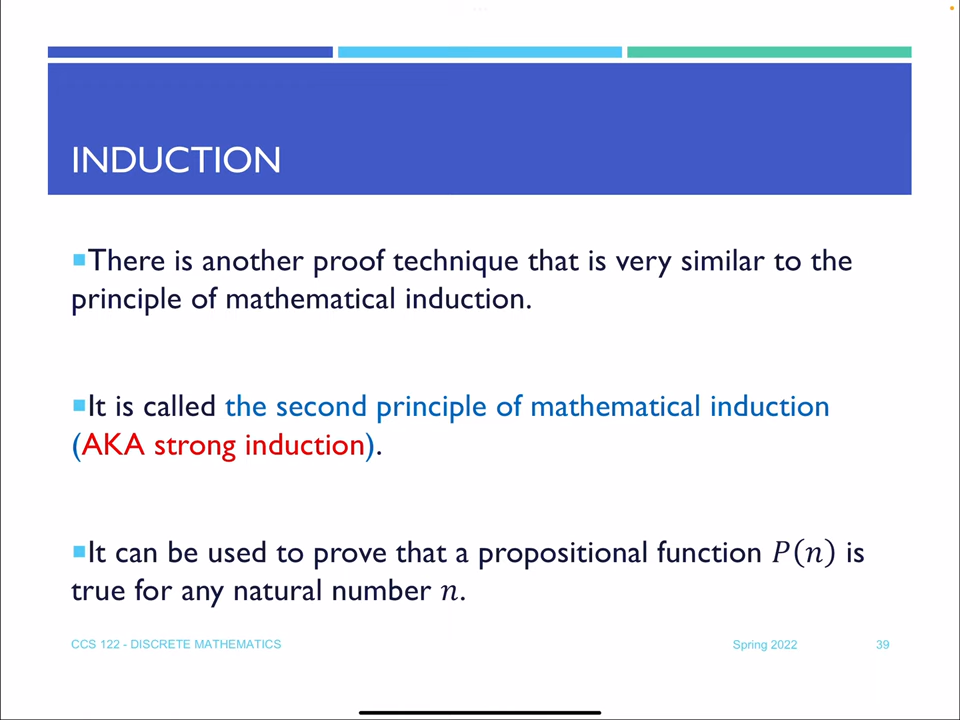 INDUCTION
▪There is another proof technique that is very similar to the
principle of mathematical induction.
▪It is called the second principle of mathematical induction
(AKA strong induction).
▪It can be used to prove that a propositional function P(n) is
true for any natural number n.
CCS 122 - DISCRETE MATHEMATICS Spring 2022 39